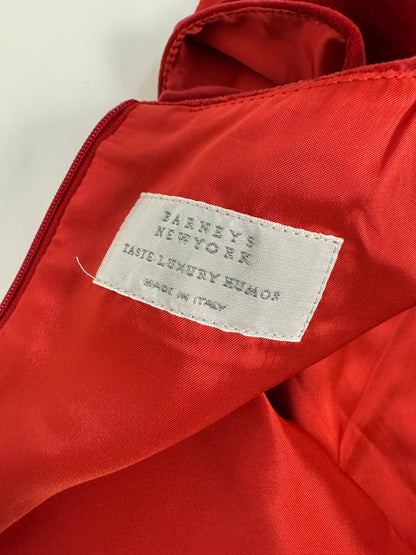 BARNEYS
NEWYORK
TASTE LUXURY HUMOR
MADE IN ITALY